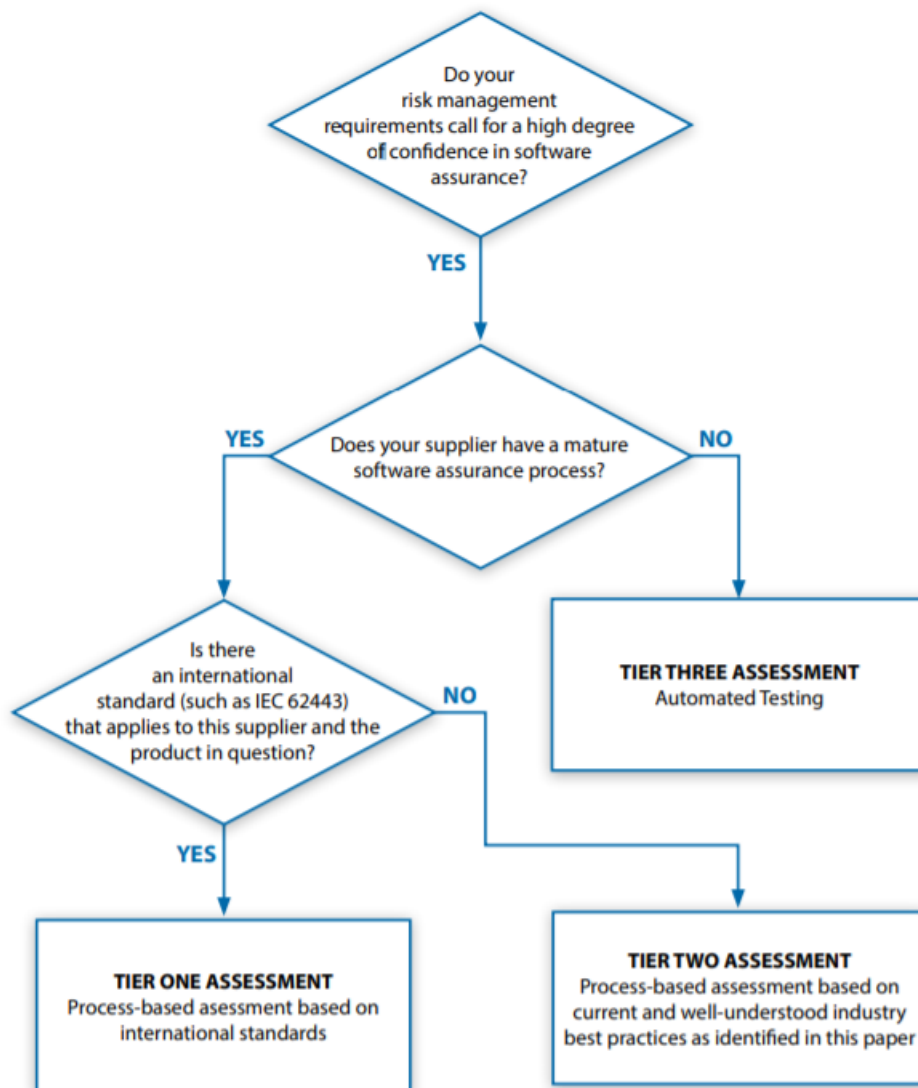 Do your
risk management
requirements call for a high degree
of confidence in software
assurance?
YES
YES
NO
Does your supplier have a mature
software assurance process?
Is there
an international
standard (such as IEC 62443)
that applies to this supplier and the
product in question?
NO
TIER THREE ASSESSMENT
Automated Testing
YES
TIER ONE ASSESSMENT
Process-based asessment based on
international standards
TIER TWO ASSESSMENT
Process-based assessment based on
current and well-understood industry
best practices as identified in this paper